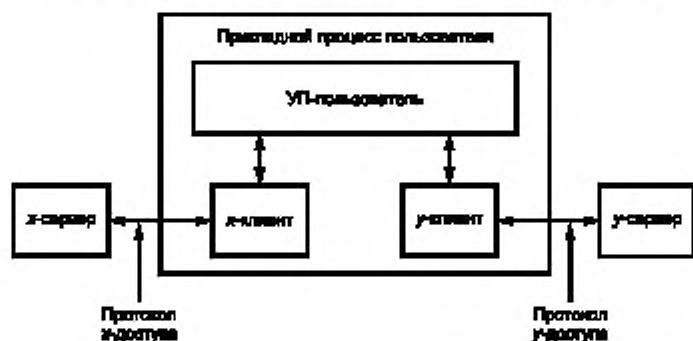 Прикладной процесс пользователя
УП-пользователь
x-сервер
x-клиент
y-клиент
y-сервер
Протокол
x-доступа
Протокол
y-доступа